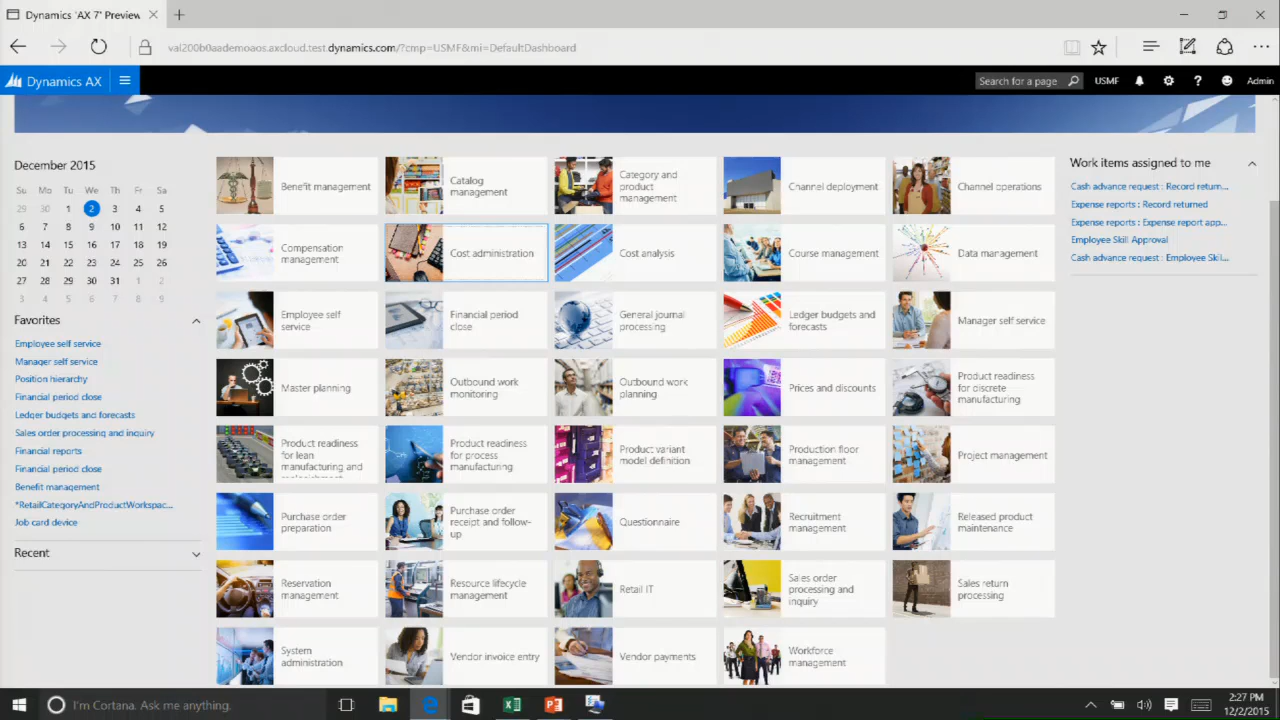 Dynamics 'AX 7' Preview
val200b0aademoaos.axcloud.test.dynamics.com/?cmp=USMF&mi=DefaultDashboard
Dynamics AX
Search for a page
USMF
?
Admin
December 2015
Su Mo Tu We Th Fr Sa
29 30 1 2 3 4 5
6 7 8 9 10 11 12
13 14 15 16 17 18 19
20 21 22 23 24 25 26
27 28 29 30 31 1 2
3 4 5 6 7 8 9
Favorites
Employee self service
Manager self service
Position hierarchy
Financial period close
Ledger budgets and forecasts
Sales order processing and inquiry
Financial reports
Financial period close
Benefit management
*RetailCategoryAndProductWorkspac...
Job card device
Recent
Benefit management
Catalog
management
Category and
product
management
Channel deployment
Channel operations
Compensation
management
Cost administration
Cost analysis
Course management
Data management
Employee self
service
Financial period
close
General journal
processing
Ledger budgets and
forecasts
Manager self service
Master planning
Outbound work
monitoring
Outbound work
planning
Prices and discounts
Product readiness
for discrete
manufacturing
Product readiness
for lean
manufacturing and
Product readiness
for process
manufacturing
Product variant
model definition
Production floor
management
Project management
Purchase order
preparation
Purchase order
receipt and follow-
up
Questionnaire
Recruitment
management
Released product
maintenance
Reservation
management
Resource lifecycle
management
Retail IT
Sales order
processing and
inquiry
Sales return
processing
System
administration
Vendor invoice entry
Vendor payments
Workforce
management
Work items assigned to me
Cash advance request : Record return...
Expense reports : Record returned
Expense reports : Expense report app...
Employee Skill Approval
Cash advance request : Employee Skil...
I'm Cortana. Ask me anything.
2:27 PM
12/2/2015